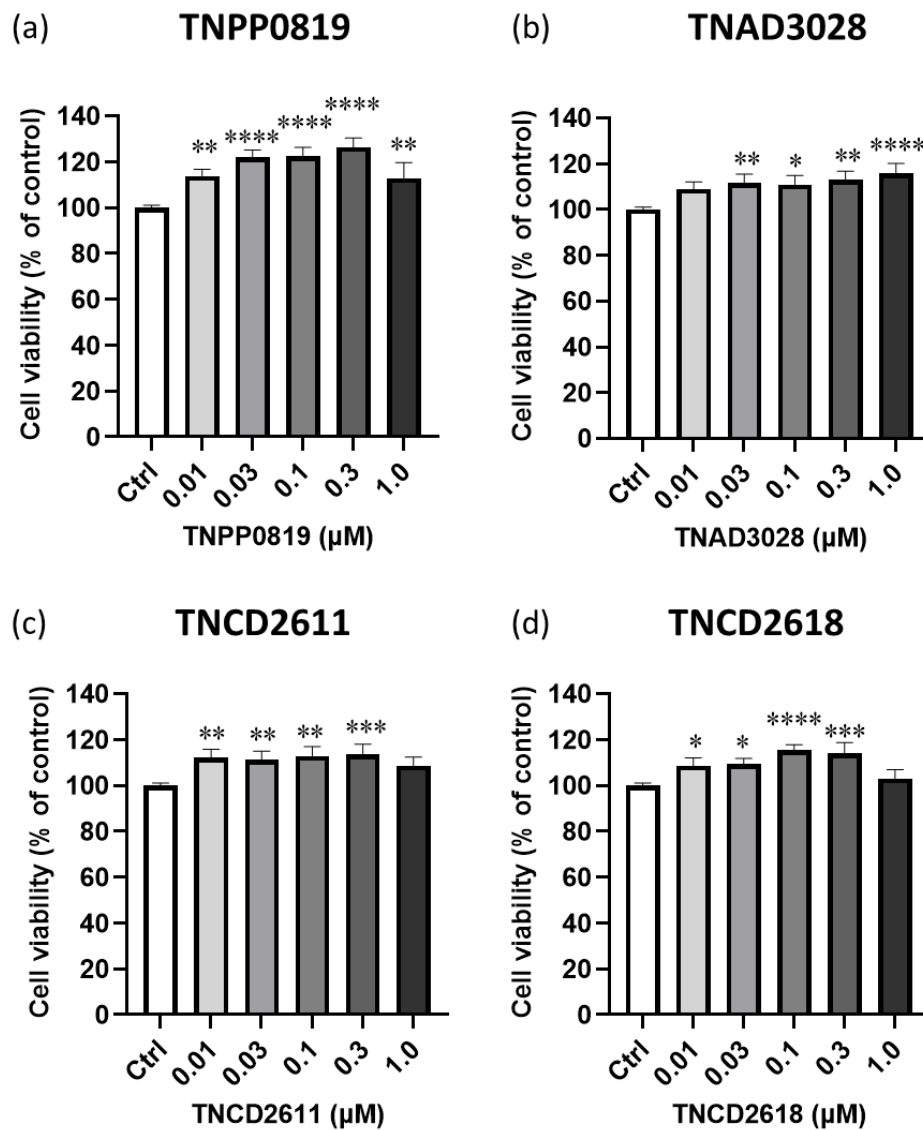 (a) TNPP0819
Cell viability (% of control)
140
120
100
80
60
40
20
0
** **** **** **** **
Ctrl 0.01 0.03 0.1 0.3 1.0
TNPP0819 (µM)
(b) TNAD3028
Cell viability (% of control)
140
120
100
80
60
40
20
0
** * ** ****
Ctrl 0.01 0.03 0.1 0.3 1.0
TNAD3028 (µM)
(c) TNCD2611
Cell viability (% of control)
140
120
100
80
60
40
20
0
** ** ** ***
Ctrl 0.01 0.03 0.1 0.3 1.0
TNCD2611 (µM)
(d) TNCD2618
Cell viability (% of control)
140
120
100
80
60
40
20
0
* * **** ***
Ctrl 0.01 0.03 0.1 0.3 1.0
TNCD2618 (µM)